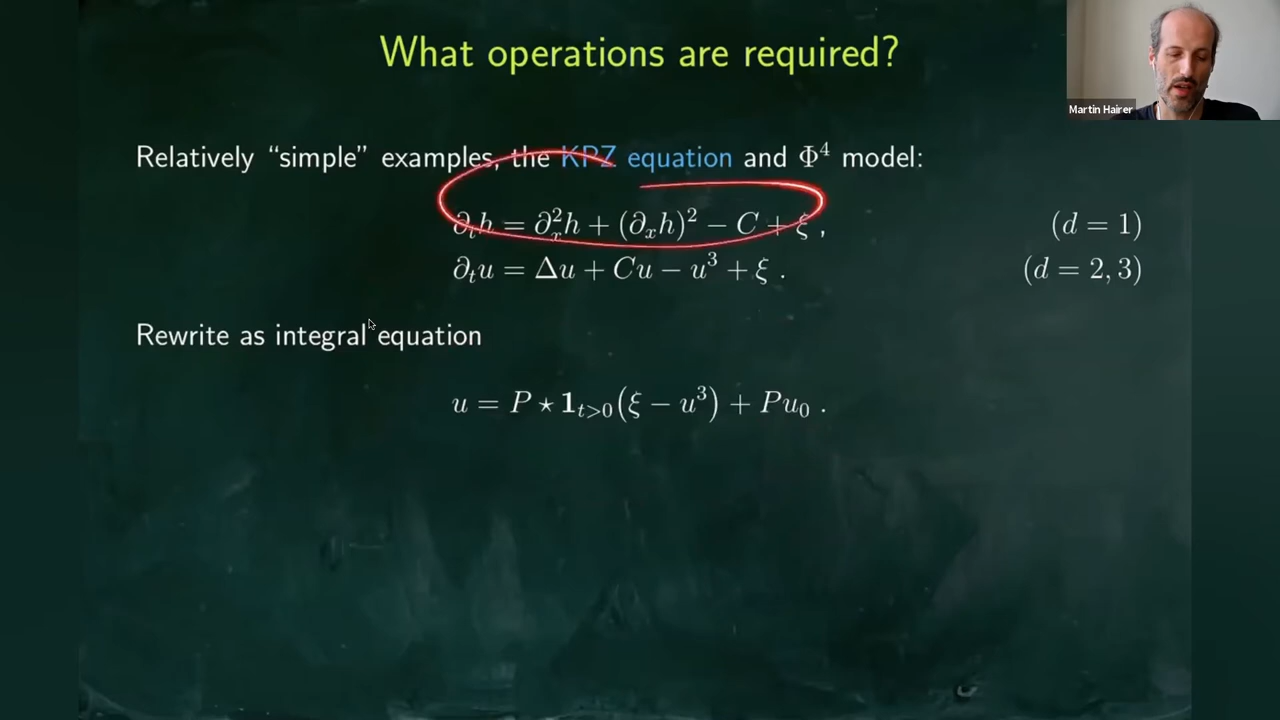 What operations are required?
Martin Hairer
Relatively “simple” examples, the KPZ equation and Φ⁴ model:
∂ₜh = ∂ₓ²h + (∂ₓh)² − C + ξ , (d = 1)
∂ₜu = Δu + Cu − u³ + ξ . (d = 2, 3)
Rewrite as integral equation
u = P ⋆ 𝟏_{t>0}(ξ − u³) + Pu₀ .